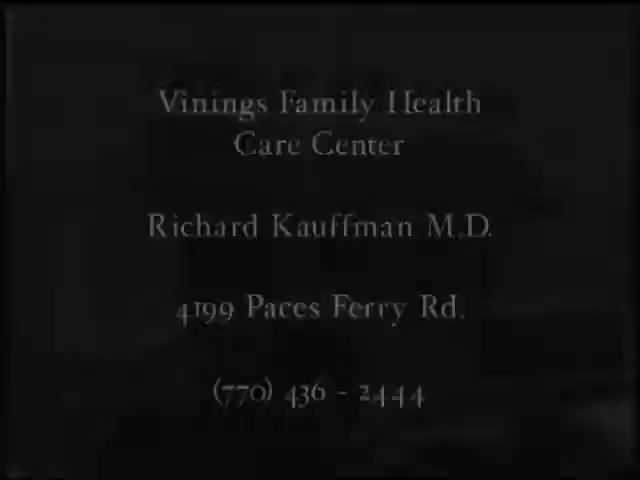 Vinings Family Health
Care Center
Richard Kauffman M.D.
4199 Paces Ferry Rd.
(770) 436 - 2444